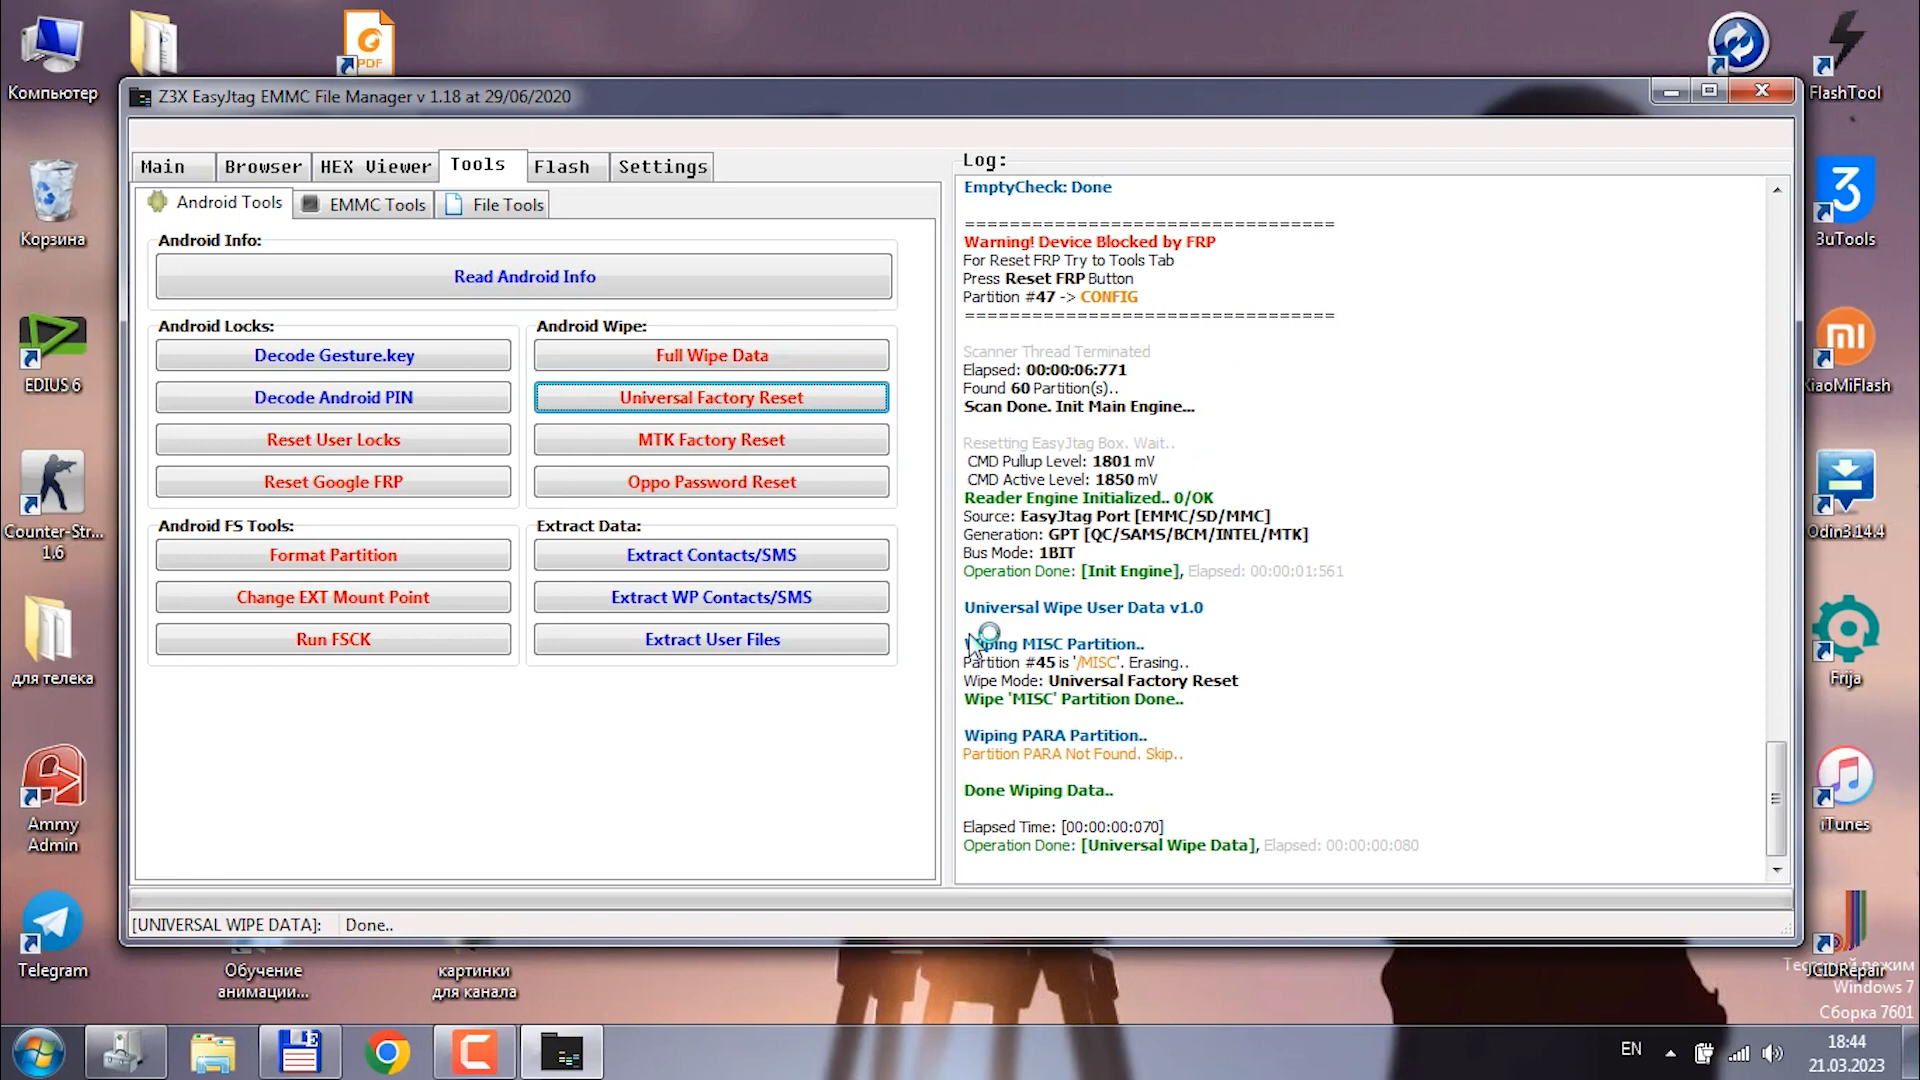 Компьютер
PDF
FlashTool
Z3X EasyJtag EMMC File Manager v 1.18 at 29/06/2020
Main
Browser
HEX Viewer
Tools
Flash
Settings
Android Tools
EMMC Tools
File Tools
Android Info:
Read Android Info
Android Locks:
Decode Gesture.key
Decode Android PIN
Reset User Locks
Reset Google FRP
Android Wipe:
Full Wipe Data
Universal Factory Reset
MTK Factory Reset
Oppo Password Reset
Android FS Tools:
Format Partition
Change EXT Mount Point
Run FSCK
Extract Data:
Extract Contacts/SMS
Extract WP Contacts/SMS
Extract User Files
Log:
EmptyCheck: Done
=================================
Warning! Device Blocked by FRP
For Reset FRP Try to Tools Tab
Press Reset FRP Button
Partition #47 -> CONFIG
=================================
Scanner Thread Terminated
Elapsed: 00:00:06:771
Found 60 Partition(s)..
Scan Done. Init Main Engine...
Resetting EasyJtag Box. Wait..
CMD Pullup Level: 1801 mV
CMD Active Level: 1850 mV
Reader Engine Initialized.. 0/OK
Source: EasyJtag Port [EMMC/SD/MMC]
Generation: GPT [QC/SAMS/BCM/INTEL/MTK]
Bus Mode: 1BIT
Operation Done: [Init Engine], Elapsed: 00:00:01:561
Universal Wipe User Data v1.0
Wiping MISC Partition..
Partition #45 is '/MISC'. Erasing..
Wipe Mode: Universal Factory Reset
Wipe 'MISC' Partition Done..
Wiping PARA Partition..
Partition PARA Not Found. Skip..
Done Wiping Data..
Elapsed Time: [00:00:00:070]
Operation Done: [Universal Wipe Data], Elapsed: 00:00:00:080
[UNIVERSAL WIPE DATA]: Done..
Корзина
EDIUS 6
Counter-Str...
1.6
для телека
Ammy
Admin
Telegram
Обучение
анимации...
картинки
для канала
3
3uTools
XiaoMiFlash
Odin3.14.4
Frija
iTunes
JCIDRepair
Windows 7
Сборка 7601
EN
18:44
21.03.2023